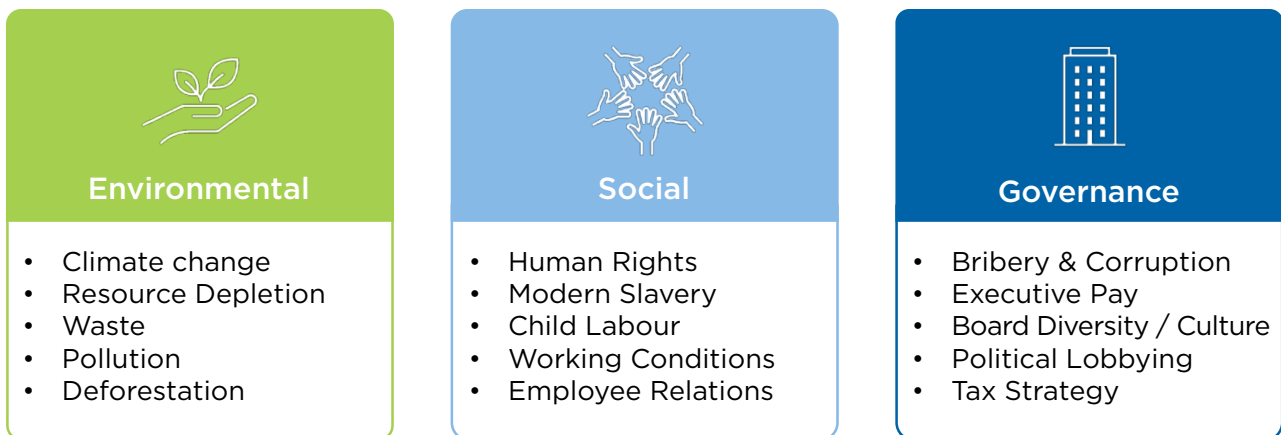 Environmental
• Climate change
• Resource Depletion
• Waste
• Pollution
• Deforestation
Social
• Human Rights
• Modern Slavery
• Child Labour
• Working Conditions
• Employee Relations
Governance
• Bribery & Corruption
• Executive Pay
• Board Diversity / Culture
• Political Lobbying
• Tax Strategy